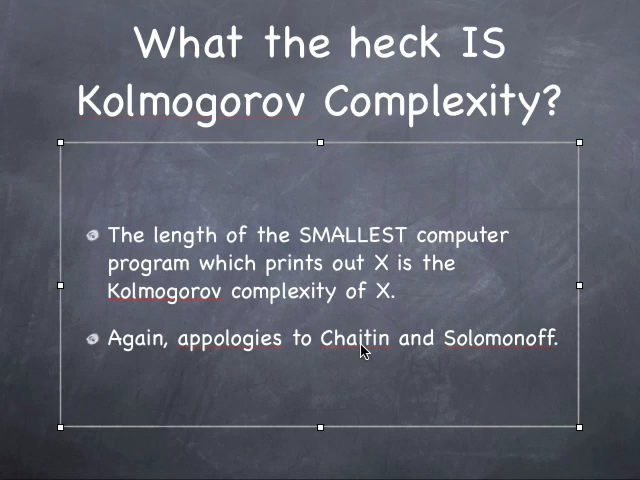 What the heck IS
Kolmogorov Complexity?
The length of the SMALLEST computer
program which prints out X is the
Kolmogorov complexity of X.
Again, appologies to Chaitin and Solomonoff.